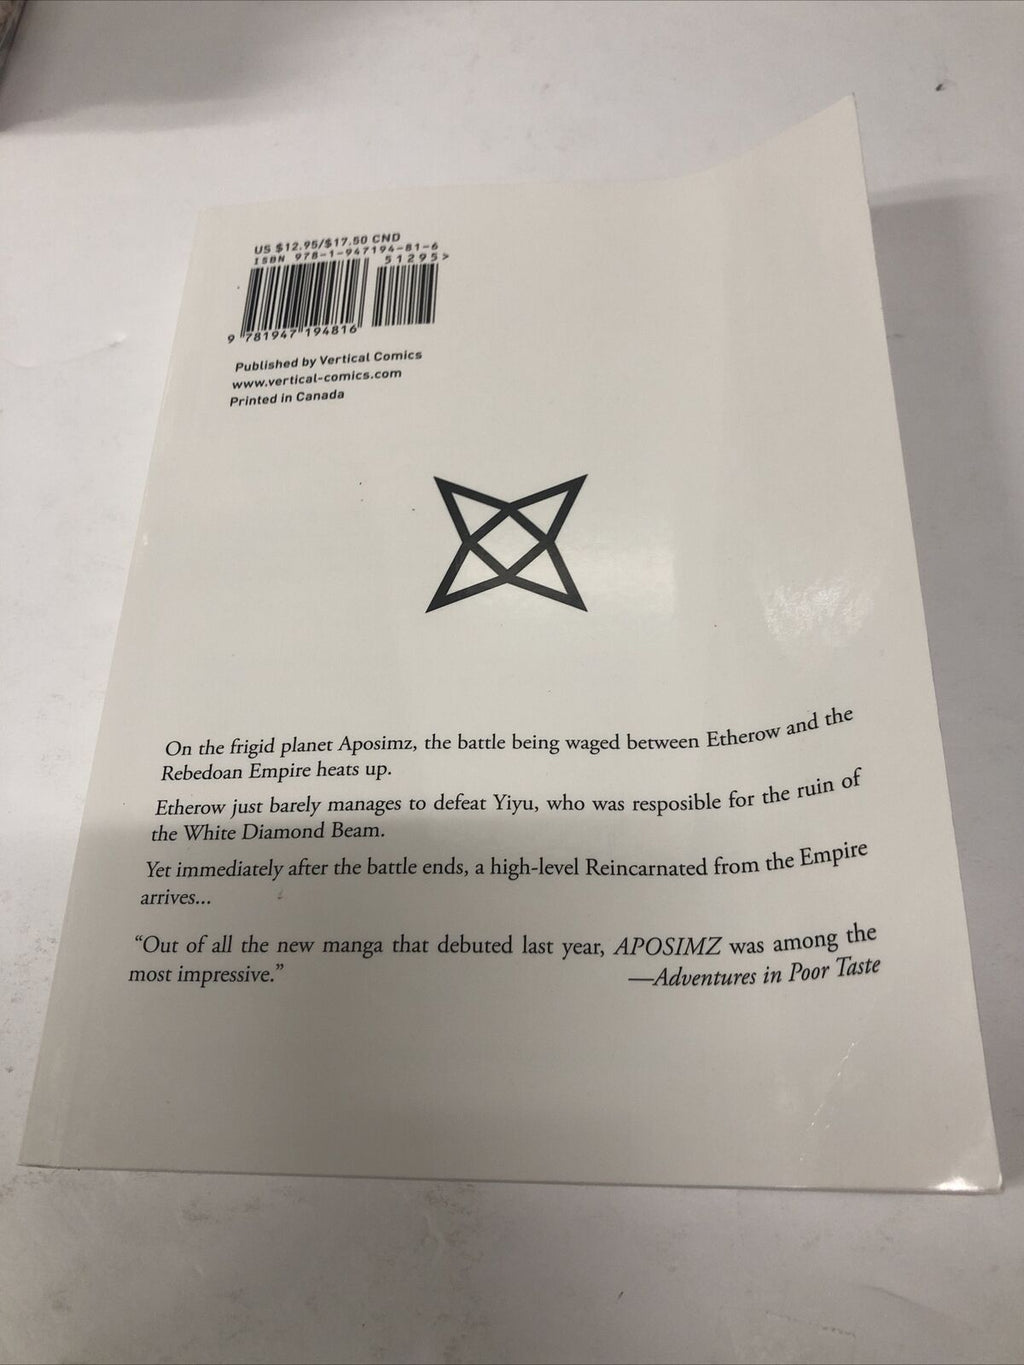 US $12.95/$17.50 CND
ISBN 978-1-947194-81-6
51295>
9 781947 194816
Published by Vertical Comics
www.vertical-comics.com
Printed in Canada
On the frigid planet Aposimz, the battle being waged between Etherow and the
Rebedoan Empire heats up.
Etherow just barely manages to defeat Yiyu, who was resposible for the ruin of
the White Diamond Beam.
Yet immediately after the battle ends, a high-level Reincarnated from the Empire
arrives...
“Out of all the new manga that debuted last year, APOSIMZ was among the
most impressive.” —Adventures in Poor Taste